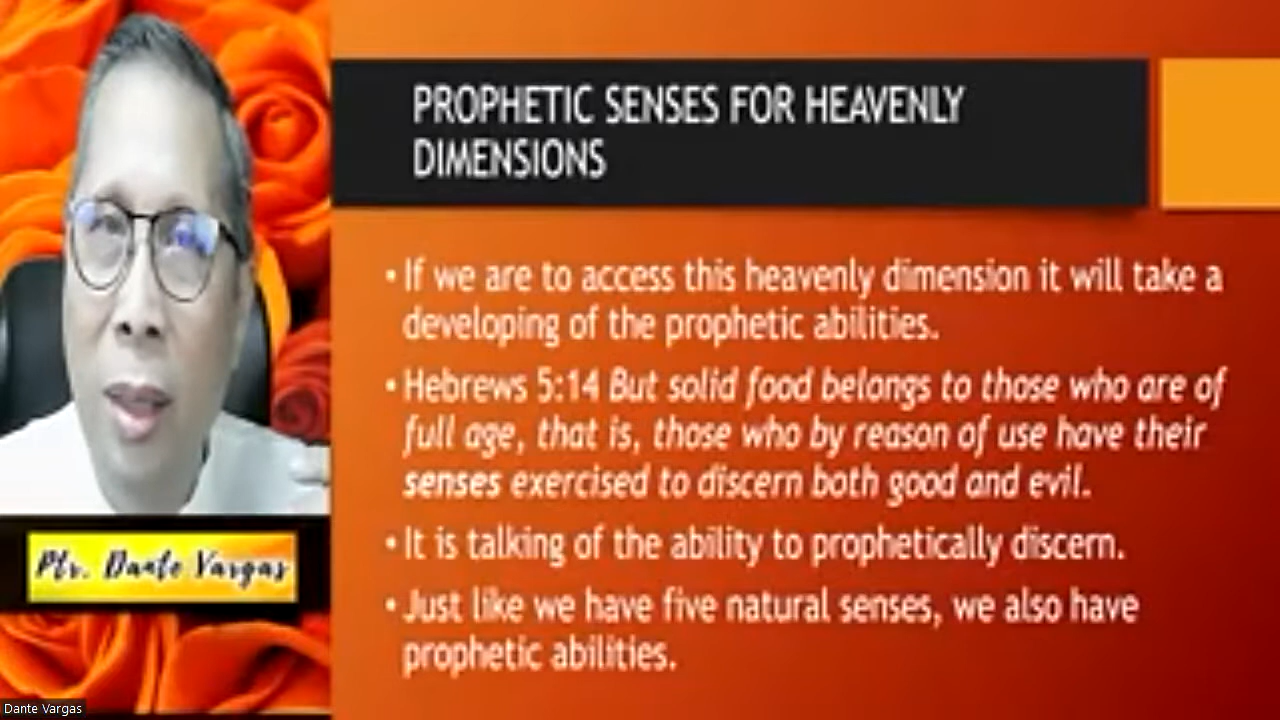 PROPHETIC SENSES FOR HEAVENLY
DIMENSIONS
• If we are to access this heavenly dimension it will take a
developing of the prophetic abilities.
• Hebrews 5:14 But solid food belongs to those who are of
full age, that is, those who by reason of use have their
senses exercised to discern both good and evil.
• It is talking of the ability to prophetically discern.
• Just like we have five natural senses, we also have
prophetic abilities.
Ptr. Dante Vargas
Dante Vargas